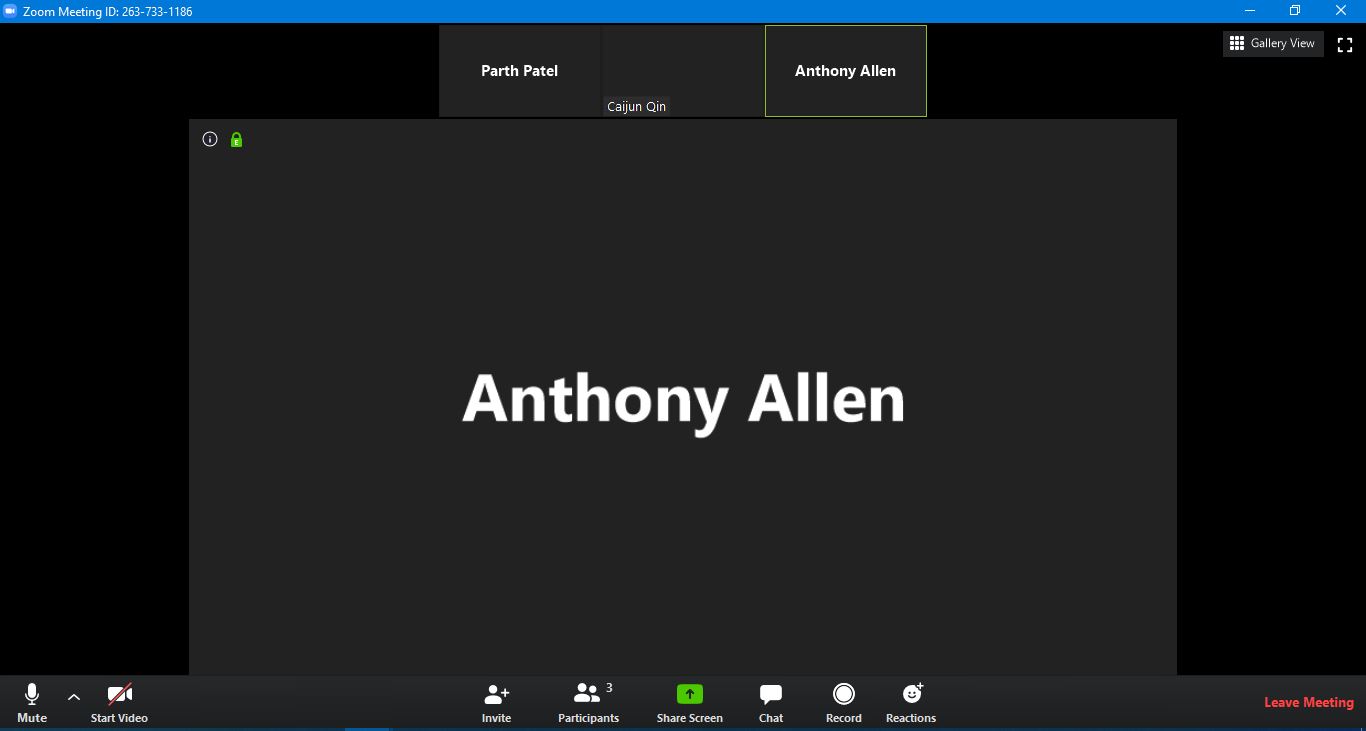 Zoom Meeting ID: 263-733-1186
Parth Patel
Caijun Qin
Anthony Allen
Gallery View
E
Anthony Allen
Mute
Start Video
Invite
3
Participants
Share Screen
Chat
Record
Reactions
Leave Meeting